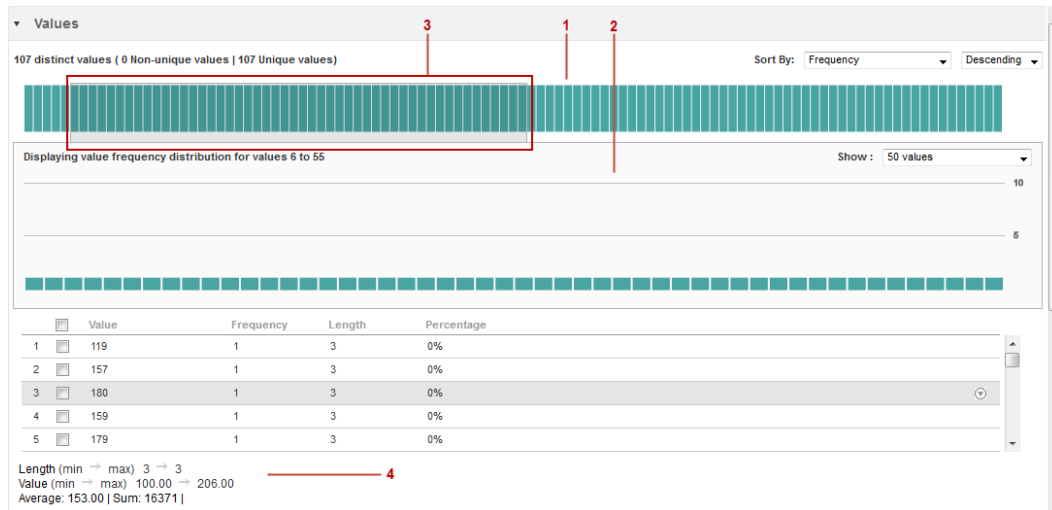 Values
3
1
2
107 distinct values ( 0 Non-unique values | 107 Unique values)
Sort By: Frequency Descending
Displaying value frequency distribution for values 6 to 55
Show : 50 values
10
5
Value Frequency Length Percentage
1 119 1 3 0%
2 157 1 3 0%
3 180 1 3 0%
4 159 1 3 0%
5 179 1 3 0%
Length (min → max) 3 → 3
4
Value (min → max) 100.00 → 206.00
Average: 153.00 | Sum: 16371 |